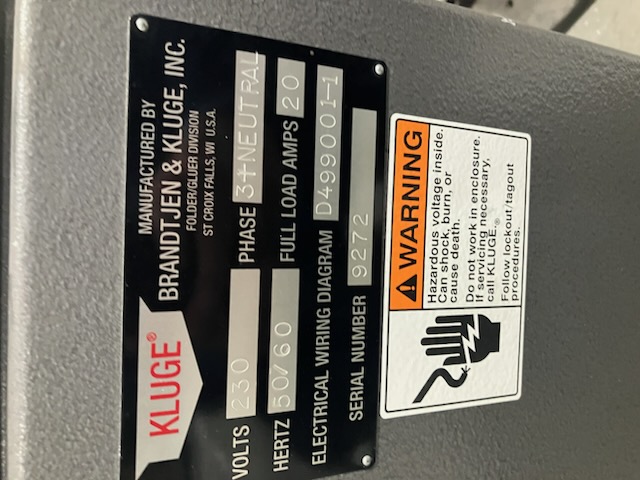 KLUGE®
MANUFACTURED BY
BRANDTJEN & KLUGE, INC.
FOLDER/GLUER DIVISION
ST CROIX FALLS, WI U.S.A.
VOLTS 230 PHASE 3+NEUTRAL
HERTZ 50/60 FULL LOAD AMPS 20
ELECTRICAL WIRING DIAGRAM D499001-1
SERIAL NUMBER 9272
WARNING
Hazardous voltage inside.
Can shock, burn, or
cause death.
Do not work in enclosure.
If servicing necessary,
call KLUGE®.
Follow lockout/tagout
procedures.